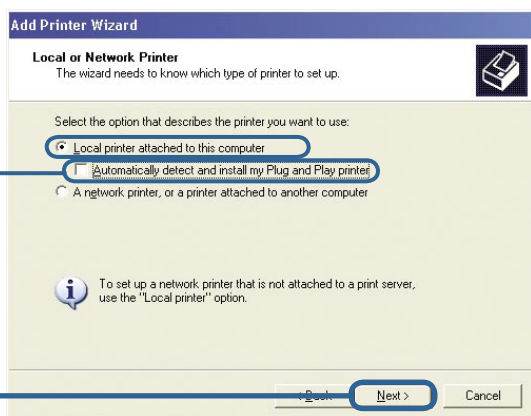 Add Printer Wizard
Local or Network Printer
The wizard needs to know which type of printer to set up.
Select the option that describes the printer you want to use:
Local printer attached to this computer
Automatically detect and install my Plug and Play printer
A network printer, or a printer attached to another computer
To set up a network printer that is not attached to a print server,
use the "Local printer" option.
< Back Next > Cancel